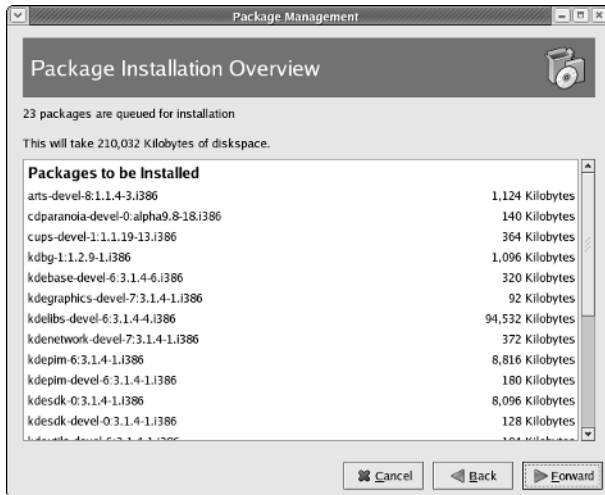 Package Management
Package Installation Overview
23 packages are queued for installation
This will take 210,032 Kilobytes of diskspace.
Packages to be Installed
arts-devel-8:1.1.4-3.i386 1,124 Kilobytes
cdparanoia-devel-0:alpha9.8-18.i386 140 Kilobytes
cups-devel-1:1.1.19-13.i386 364 Kilobytes
kdbg-1:1.2.9-1.i386 1,096 Kilobytes
kdebase-devel-6:3.1.4-6.i386 320 Kilobytes
kdegraphics-devel-7:3.1.4-1.i386 92 Kilobytes
kdelibs-devel-6:3.1.4-4.i386 94,532 Kilobytes
kdenetwork-devel-7:3.1.4-1.i386 372 Kilobytes
kdepim-6:3.1.4-1.i386 8,816 Kilobytes
kdepim-devel-6:3.1.4-1.i386 180 Kilobytes
kdesdk-0:3.1.4-1.i386 8,096 Kilobytes
kdesdk-devel-0:3.1.4-1.i386 128 Kilobytes
Cancel Back Forward